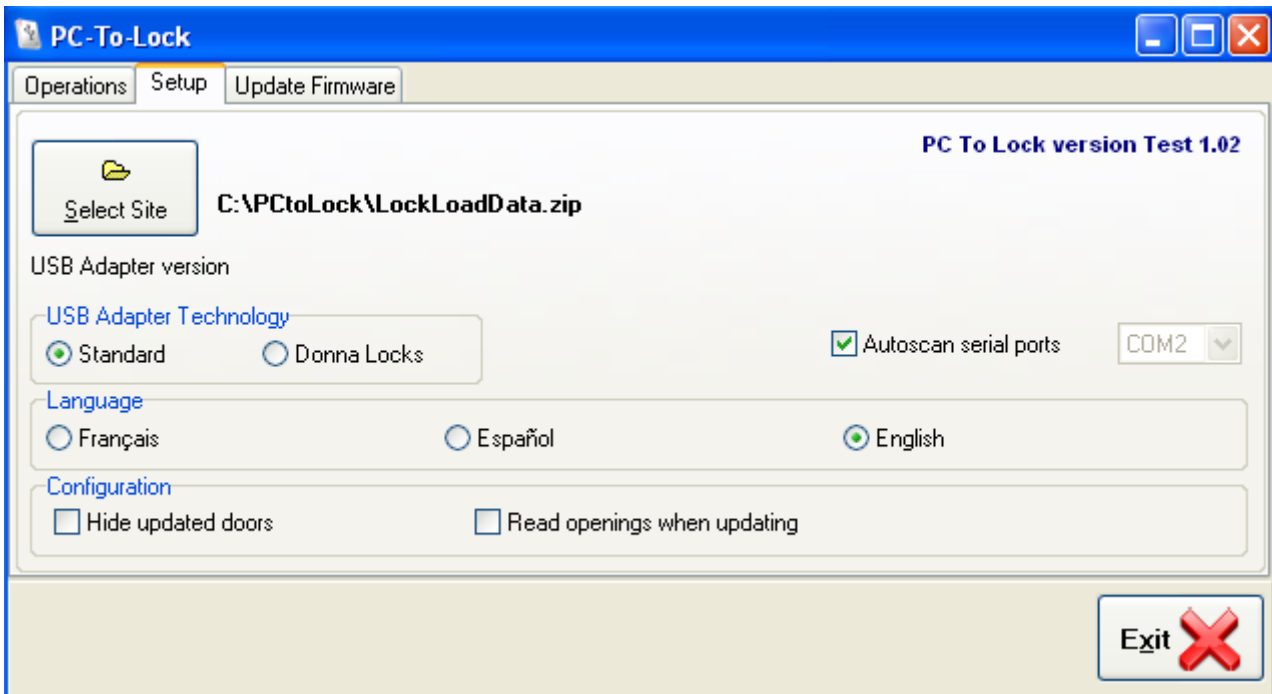 PC-To-Lock
Operations Setup Update Firmware
PC To Lock version Test 1.02
Select Site
C:\PCtoLock\LockLoadData.zip
USB Adapter version
USB Adapter Technology
Standard Donna Locks
Autoscan serial ports COM2
Language
Français Español English
Configuration
Hide updated doors Read openings when updating
Exit